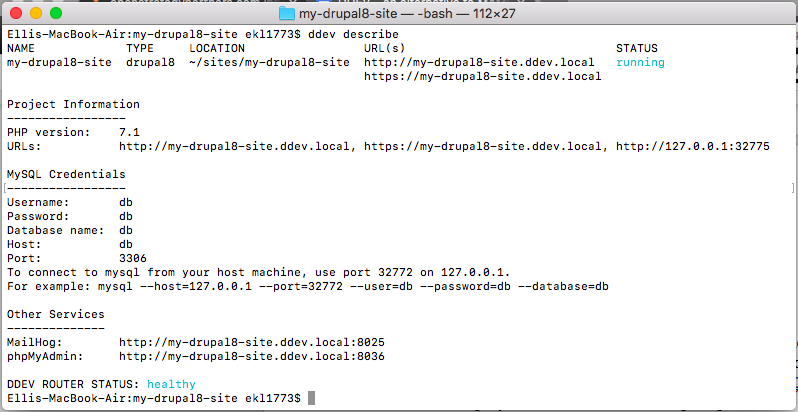 my-drupal8-site — -bash — 112×27
Ellis-MacBook-Air:my-drupal8-site ekl1773$ ddev describe
NAME             TYPE     LOCATION                 URL(s)                              STATUS
my-drupal8-site  drupal8  ~/sites/my-drupal8-site  http://my-drupal8-site.ddev.local   running
                                                   https://my-drupal8-site.ddev.local
Project Information
-----------------
PHP version:    7.1
URLs:           http://my-drupal8-site.ddev.local, https://my-drupal8-site.ddev.local, http://127.0.0.1:32775
MySQL Credentials
-----------------
Username:       db
Password:       db
Database name:  db
Host:           db
Port:           3306
To connect to mysql from your host machine, use port 32772 on 127.0.0.1.
For example: mysql --host=127.0.0.1 --port=32772 --user=db --password=db --database=db
Other Services
--------------
MailHog:        http://my-drupal8-site.ddev.local:8025
phpMyAdmin:     http://my-drupal8-site.ddev.local:8036
DDEV ROUTER STATUS: healthy
Ellis-MacBook-Air:my-drupal8-site ekl1773$